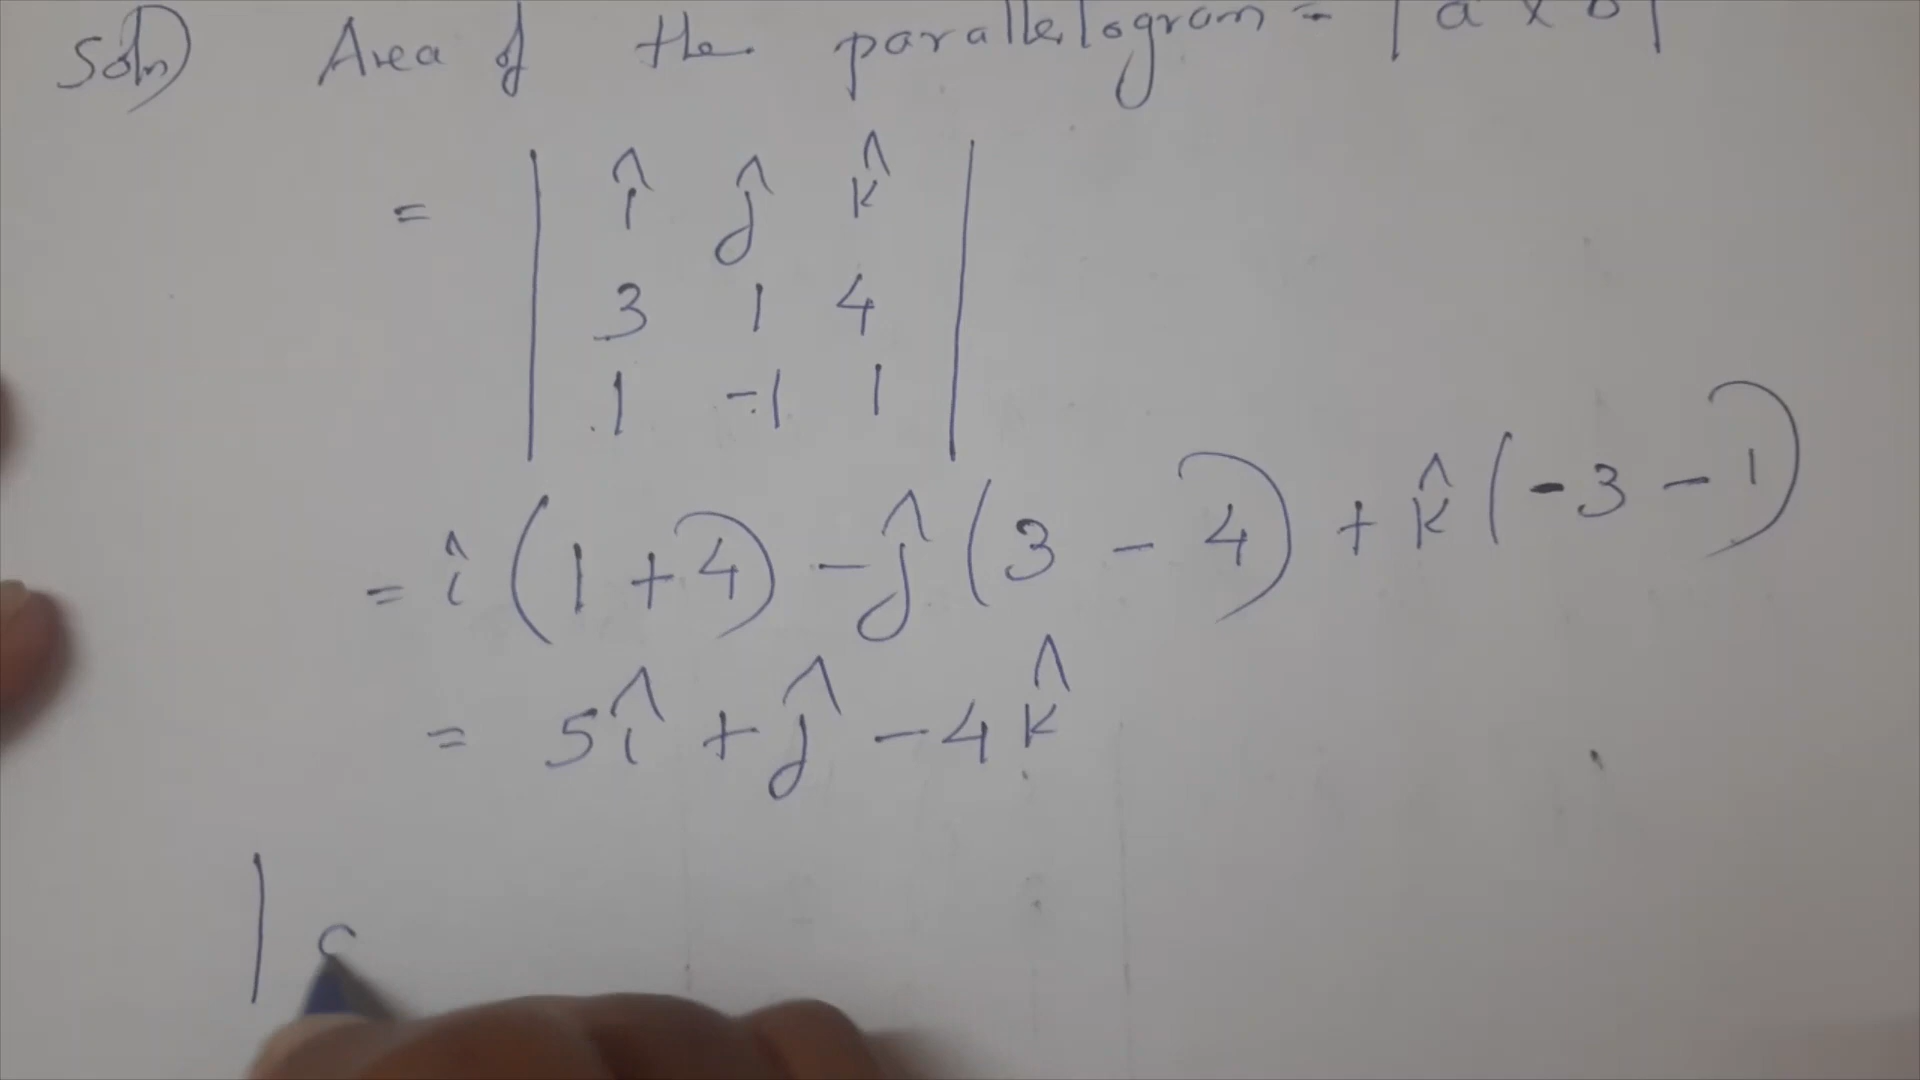 Soln) Area of the parallelogram = | a x b |
= | î ĵ k̂ |
3 1 4
1 -1 1
= î (1 + 4) - ĵ (3 - 4) + k̂ (-3 - 1)
= 5î + ĵ - 4k̂
|